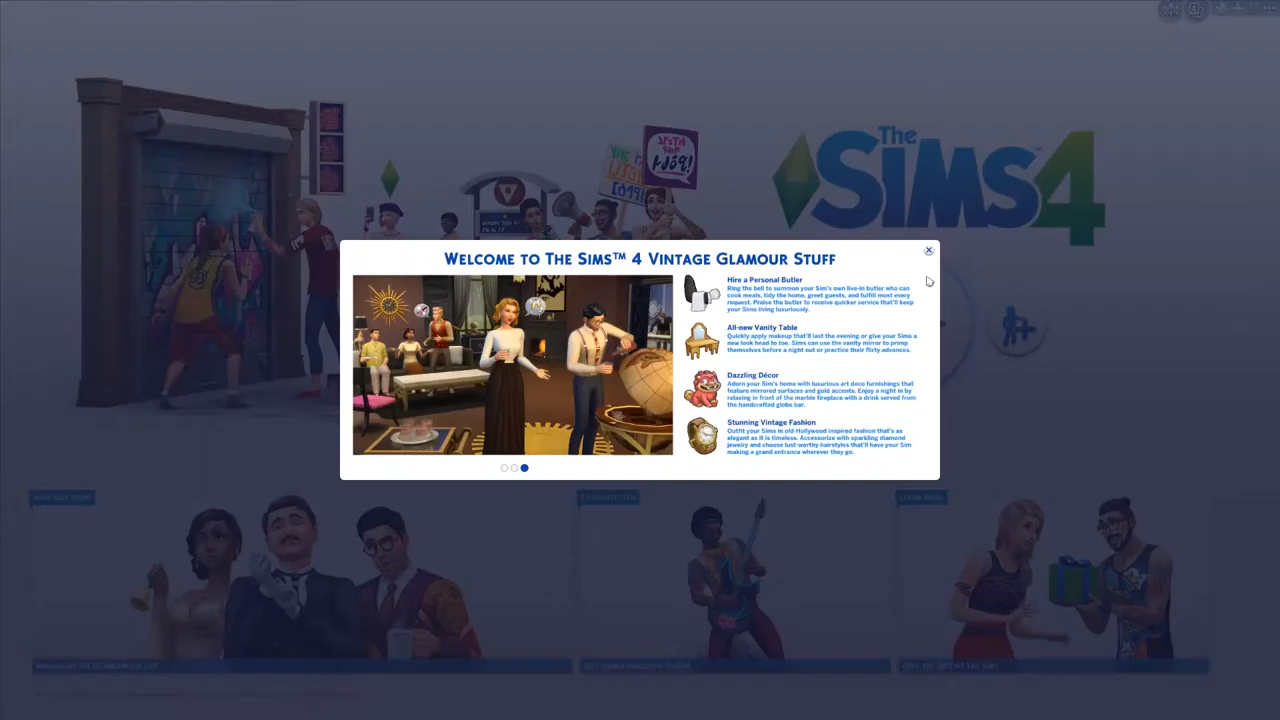 The
SiMS 4
WELCOME TO THE SIMS™ 4 VINTAGE GLAMOUR STUFF
Hire a Personal Butler
Ring the bell to summon your Sim's own live-in butler who can
cook meals, tidy the home, greet guests, and fulfill most every
request. Praise the butler to receive quicker service that'll keep
your Sims living luxuriously.
All-new Vanity Table
Quickly apply makeup that'll last the evening or give your Sims a
new look head to toe. Sims can use the vanity mirror to primp
themselves before a night out or practice their flirty advances.
Dazzling Décor
Adorn your Sim's home with luxurious art deco furnishings that
feature mirrored surfaces and gold accents. Enjoy a night in by
relaxing in front of the marble fireplace with a drink served from
the handcrafted globe bar.
Stunning Vintage Fashion
Outfit your Sims in old-Hollywood inspired fashion that's as
elegant as it is timeless. Accessorize with sparkling diamond
jewelry and choose lust-worthy hairstyles that'll have your Sim
making a grand entrance wherever they go.